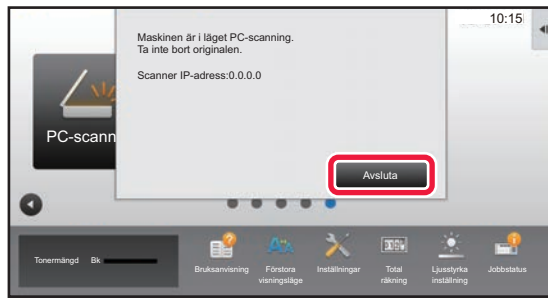 10:15
Maskinen är i läget PC-scanning.
Ta inte bort originalen.
Scanner IP-adress:0.0.0.0
PC-scann
Avsluta
Tonermängd Bk
Bruksanvisning
Förstora
visningsläge
Inställningar
Total
räkning
Ljusstyrka
inställning
Jobbstatus